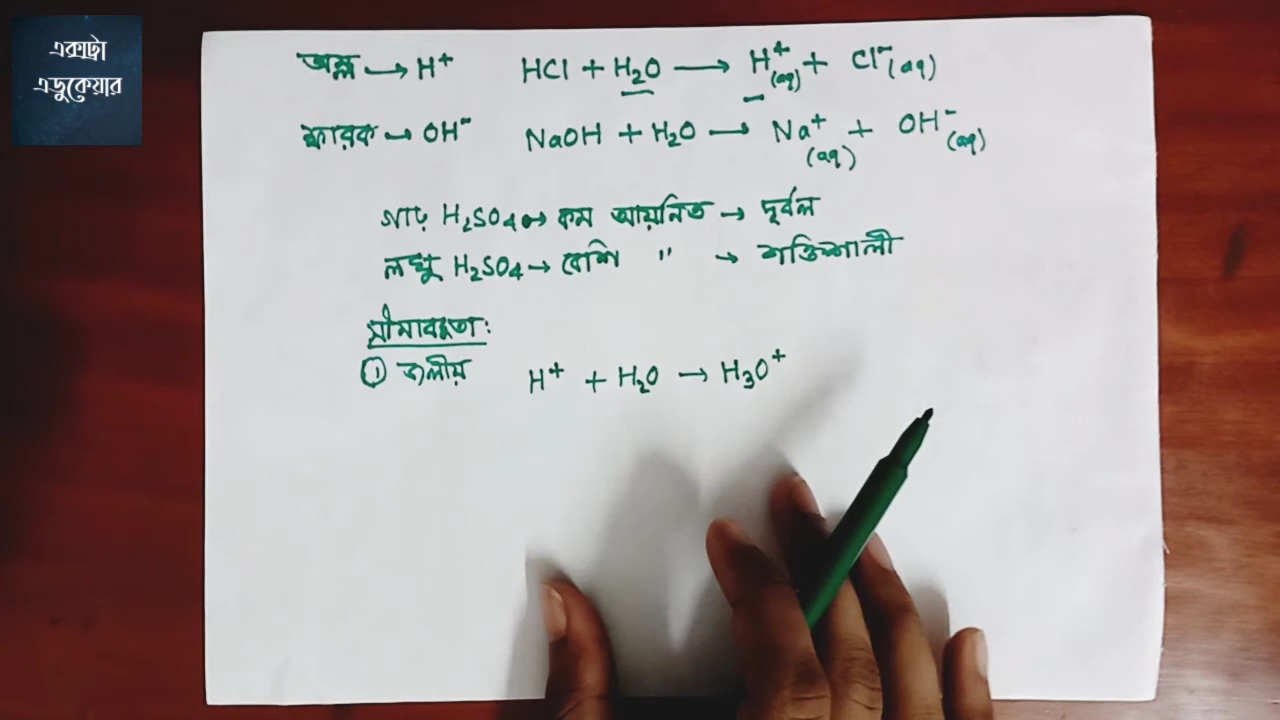 এক্সট্রা
এডুকেয়ার
অম্ল → H⁺ HCl + H₂O → H⁺(aq) + Cl⁻(aq)
ক্ষারক → OH⁻ NaOH + H₂O → Na⁺(aq) + OH⁻(aq)
গাঢ় H₂SO₄ → কম আয়নিত → দূর্বল
লঘু H₂SO₄ → বেশি " → শক্তিশালী
সীমাবদ্ধতা:
① জলীয় H⁺ + H₂O → H₃O⁺